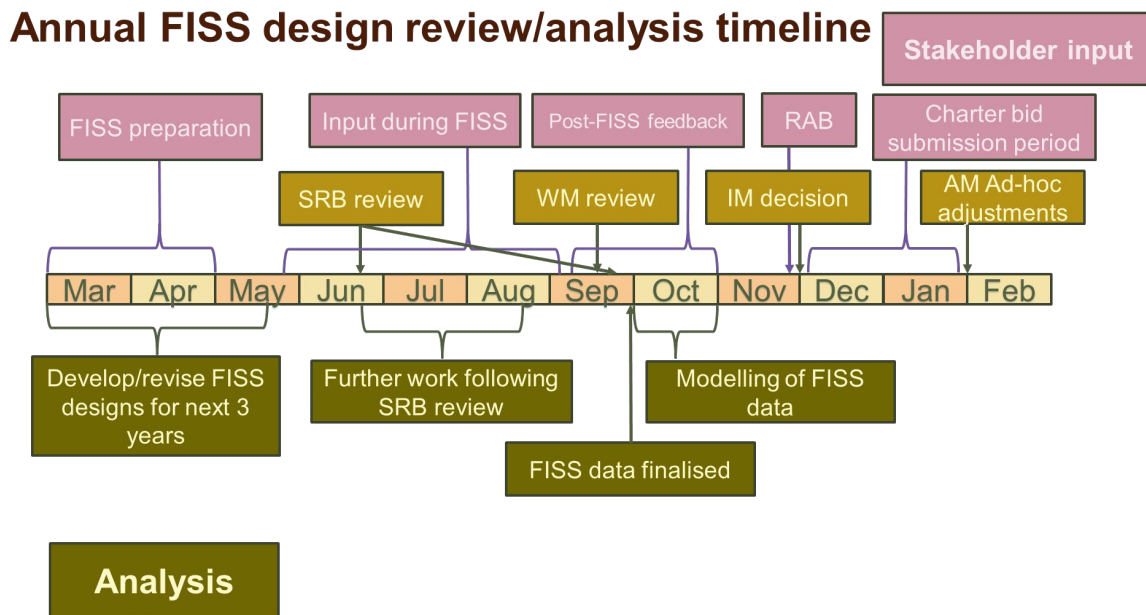 Annual FISS design review/analysis timeline
Stakeholder input
FISS preparation
Input during FISS
Post-FISS feedback
RAB
Charter bid
submission period
SRB review
WM review
IM decision
AM Ad-hoc
adjustments
Mar Apr May Jun Jul Aug Sep Oct Nov Dec Jan Feb
Develop/revise FISS
designs for next 3
years
Further work following
SRB review
Modelling of FISS
data
FISS data finalised
Analysis